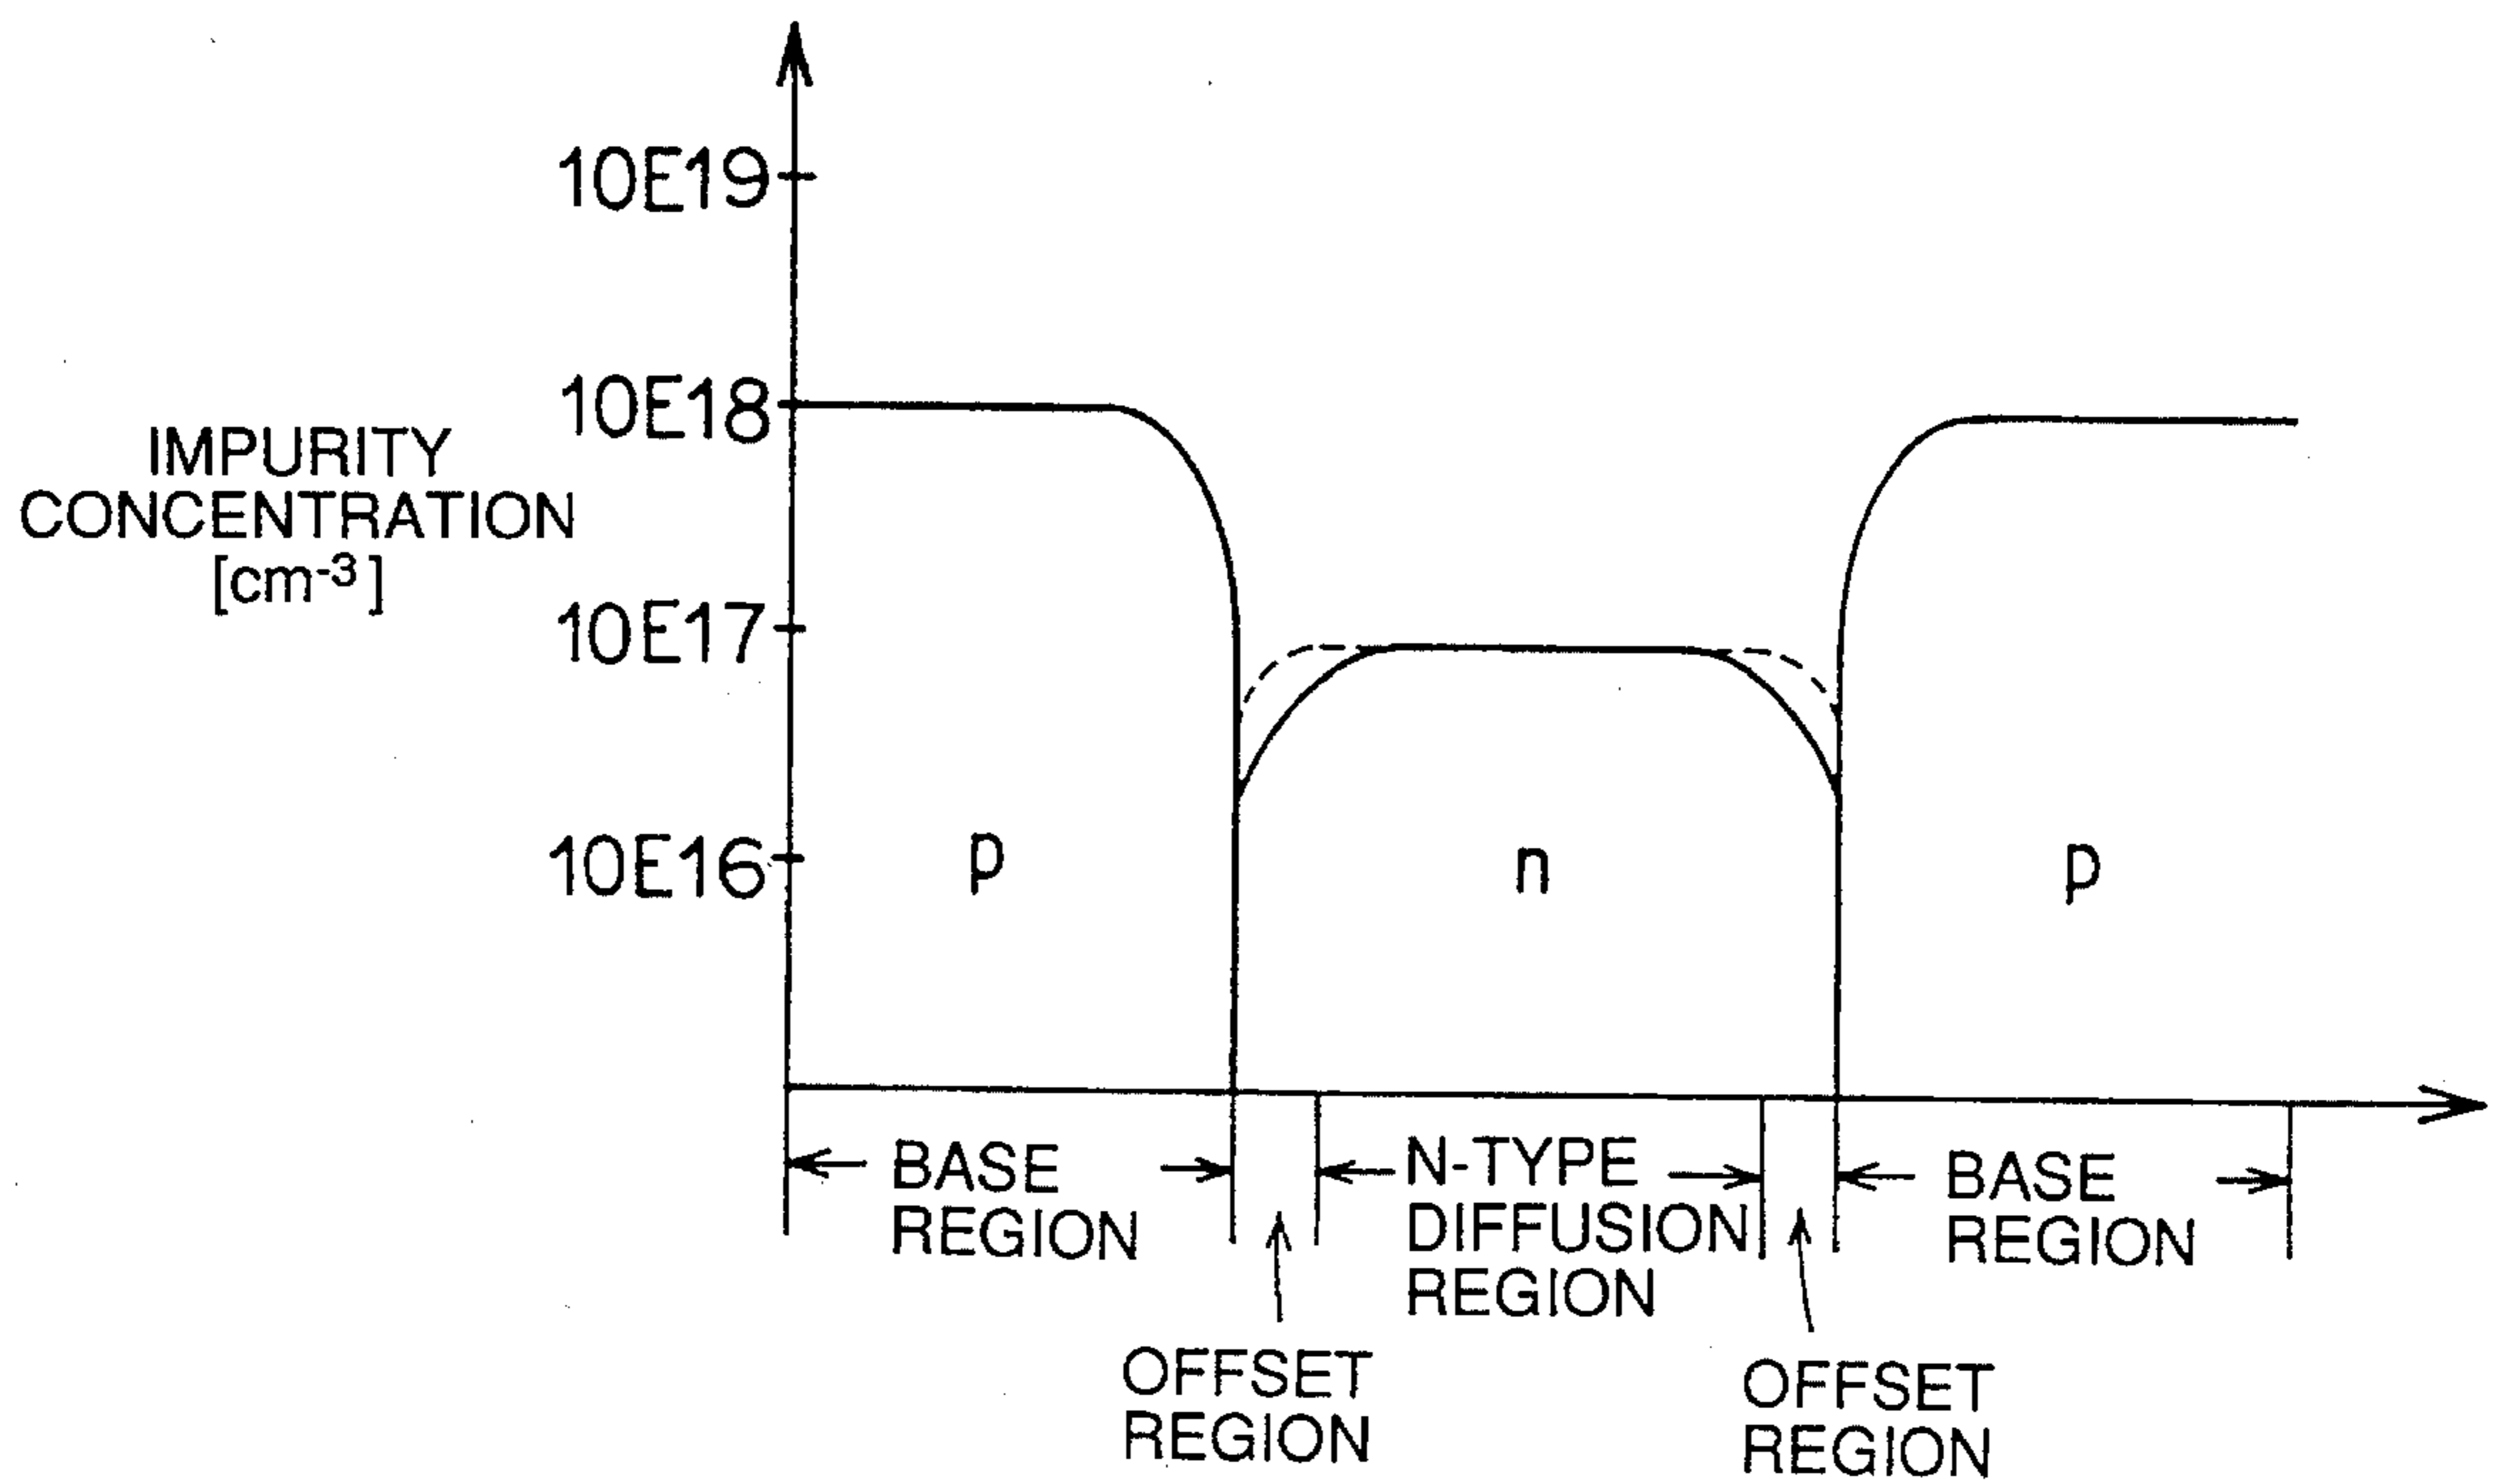 10E19
10E18
IMPURITY
CONCENTRATION
[cm-3]
10E17
10E16
p
n
p
BASE
REGION
N-TYPE
DIFFUSION
REGION
BASE
REGION
OFFSET
REGION
OFFSET
REGION